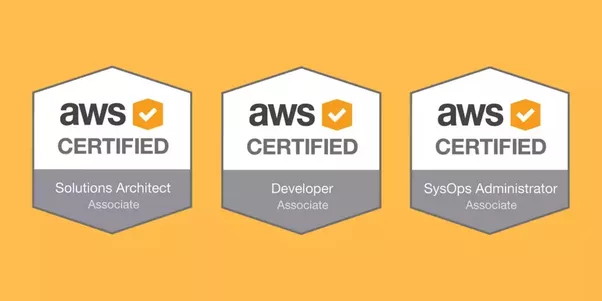 aws
CERTIFIED
Solutions Architect
Associate
aws
CERTIFIED
Developer
Associate
aws
CERTIFIED
SysOps Administrator
Associate